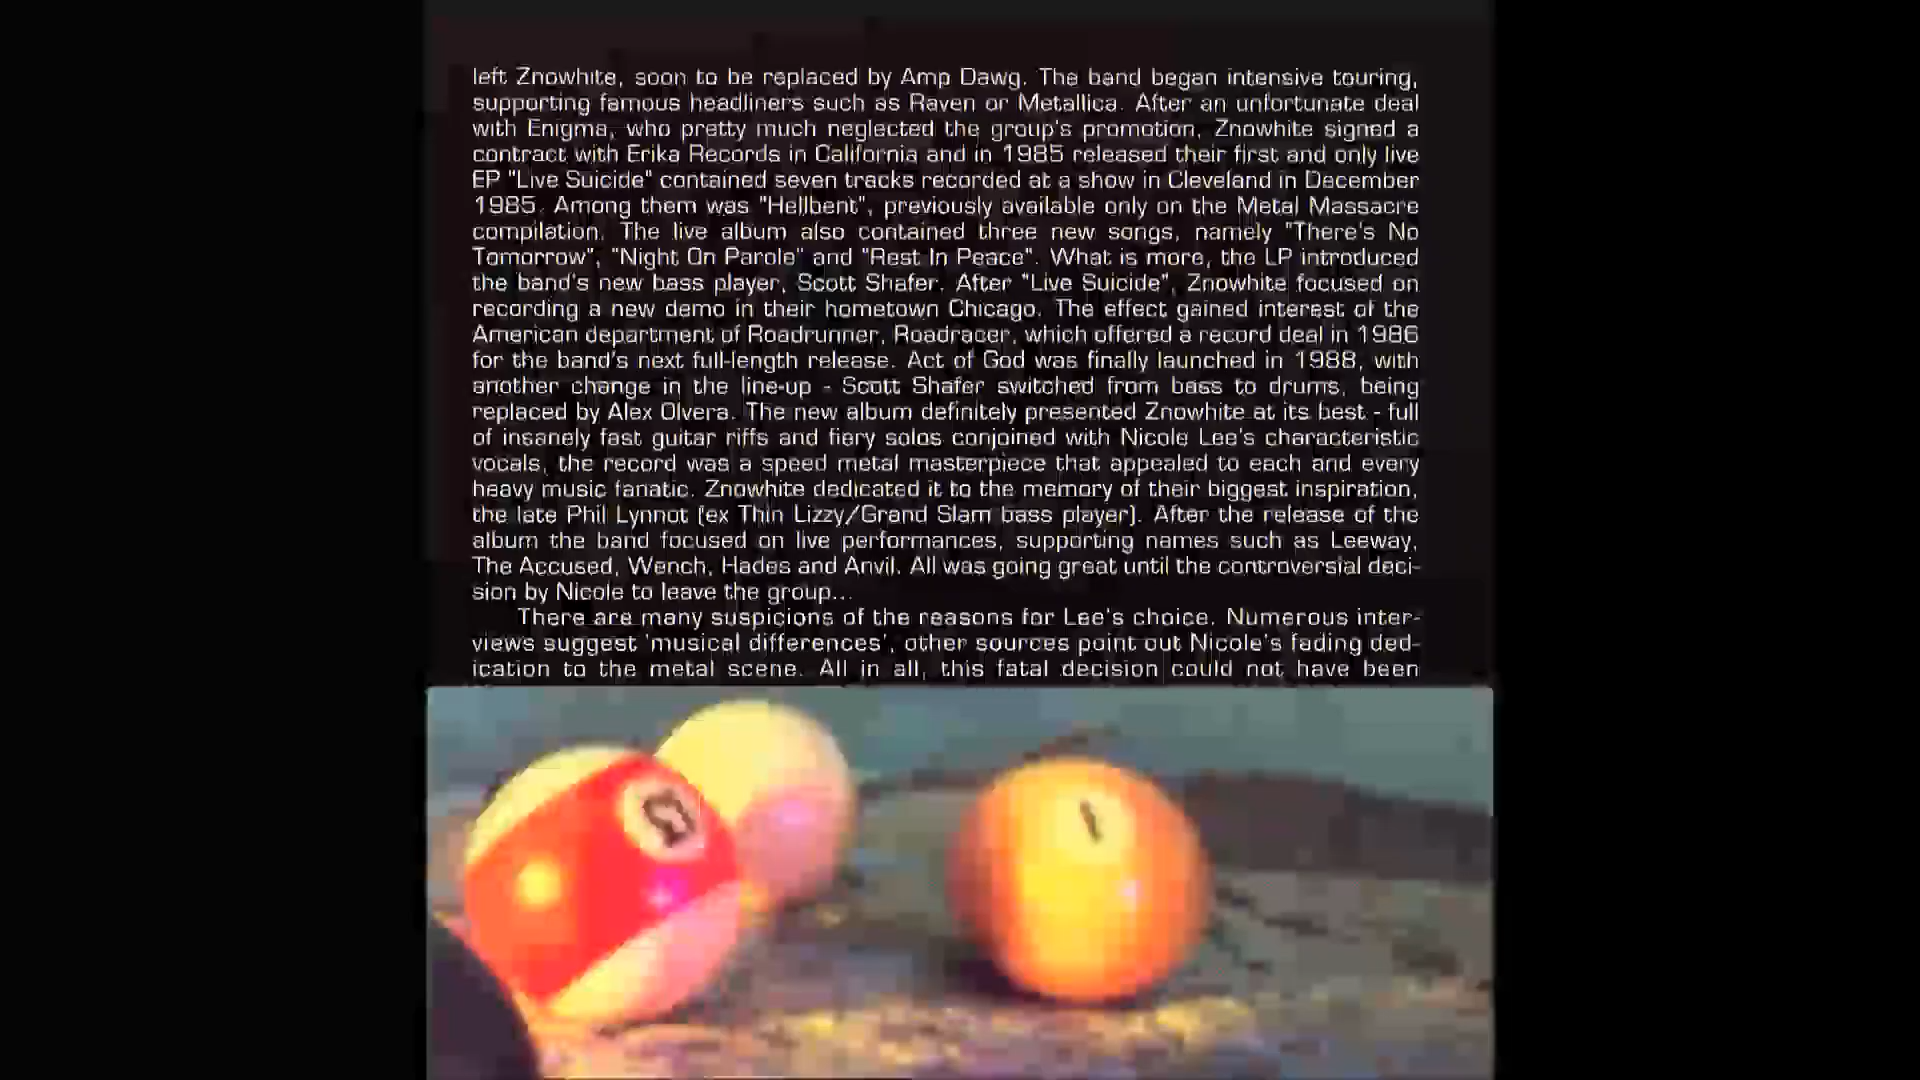 left Znowhite, soon to be replaced by Amp Dawg. The band began intensive touring,
supporting famous headliners such as Raven or Metallica. After an unfortunate deal
with Enigma, who pretty much neglected the group's promotion, Znowhite signed a
contract with Erika Records in California and in 1985 released their first and only live
EP "Live Suicide" contained seven tracks recorded at a show in Cleveland in December
1985. Among them was "Hellbent", previously available only on the Metal Massacre
compilation. The live album also contained three new songs, namely "There's No
Tomorrow", "Night On Parole" and "Rest In Peace". What is more, the LP introduced
the band's new bass player, Scott Shafer. After "Live Suicide", Znowhite focused on
recording a new demo in their hometown Chicago. The effect gained interest of the
American department of Roadrunner, Roadracer, which offered a record deal in 1986
for the band's next full-length release. Act of God was finally launched in 1988, with
another change in the line-up - Scott Shafer switched from bass to drums, being
replaced by Alex Olvera. The new album definitely presented Znowhite at its best - full
of insanely fast guitar riffs and fiery solos conjoined with Nicole Lee's characteristic
vocals, the record was a speed metal masterpiece that appealed to each and every
heavy music fanatic. Znowhite dedicated it to the memory of their biggest inspiration,
the late Phil Lynnot (ex Thin Lizzy/Grand Slam bass player). After the release of the
album the band focused on live performances, supporting names such as Leeway,
The Accused, Wench, Hades and Anvil. All was going great until the controversial deci-
sion by Nicole to leave the group...
There are many suspicions of the reasons for Lee's choice. Numerous inter-
views suggest 'musical differences', other sources point out Nicole's fading ded-
ication to the metal scene. All in all, this fatal decision could not have been
1